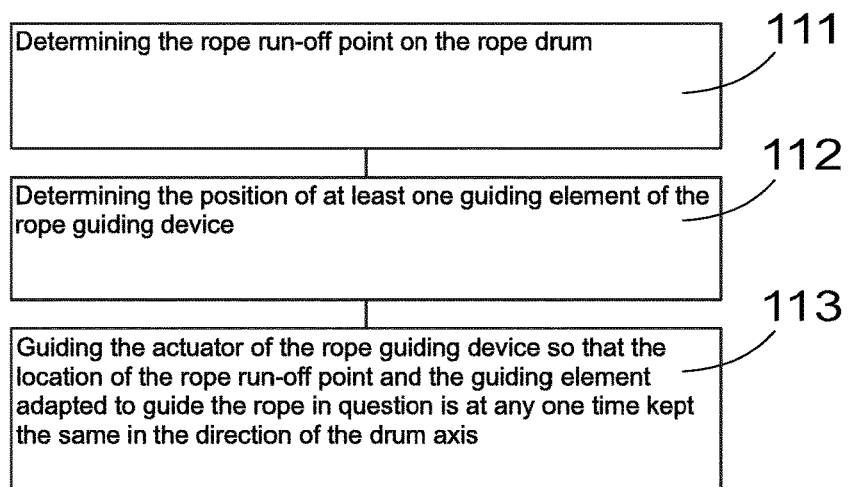 111
Determining the rope run-off point on the rope drum
112
Determining the position of at least one guiding element of the
rope guiding device
113
Guiding the actuator of the rope guiding device so that the
location of the rope run-off point and the guiding element
adapted to guide the rope in question is at any one time kept
the same in the direction of the drum axis